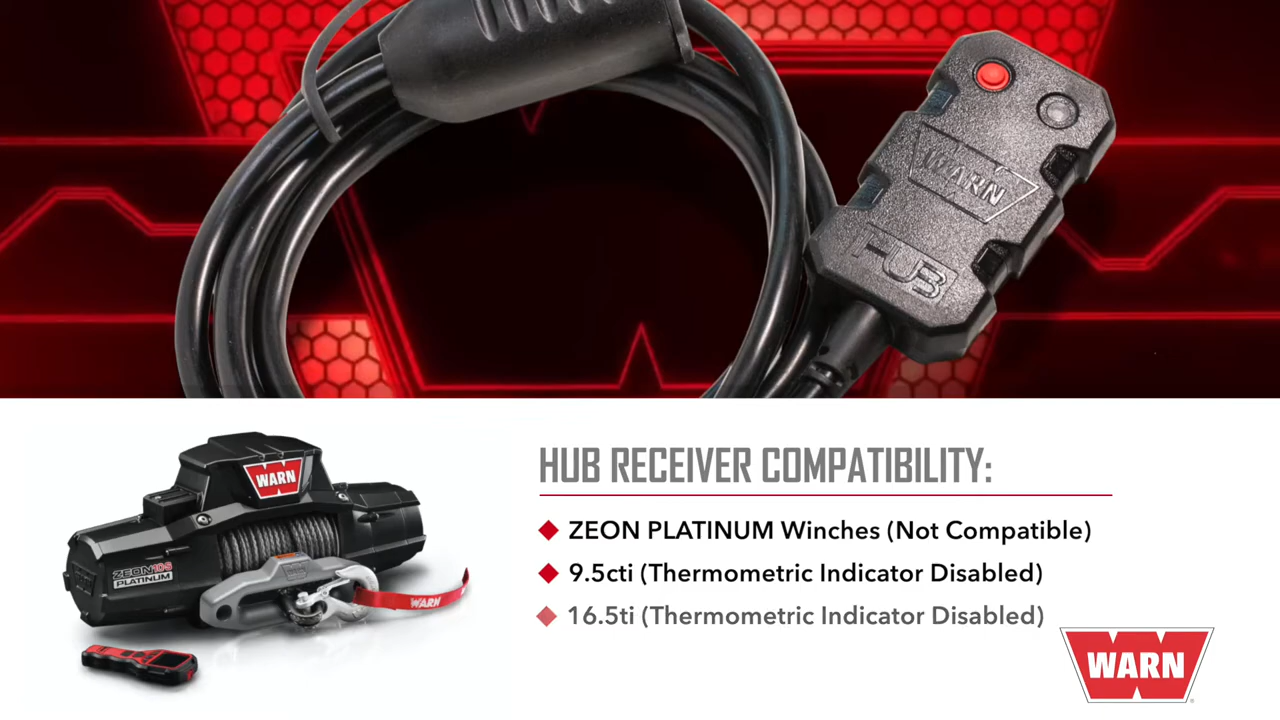 WARN
HUB
WARN
ZEON 10-S
PLATINUM
WARN
HUB RECEIVER COMPATIBILITY:
ZEON PLATINUM Winches (Not Compatible)
9.5cti (Thermometric Indicator Disabled)
16.5ti (Thermometric Indicator Disabled)
WARN